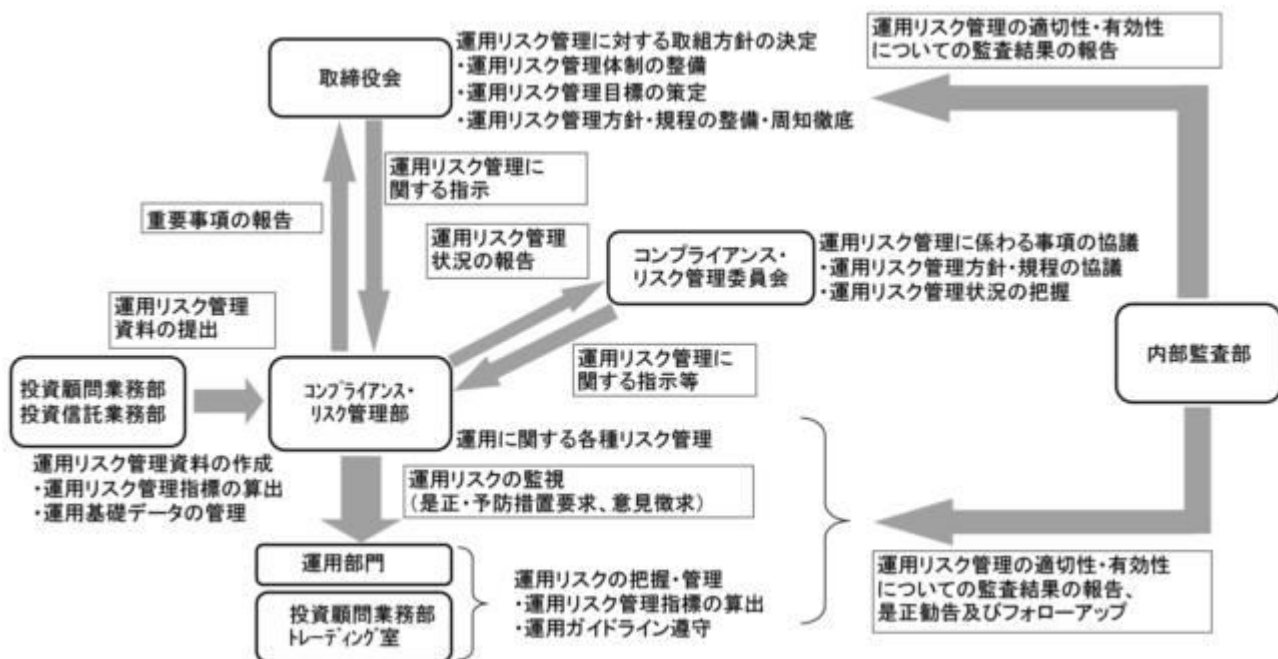 取締役会
運用リスク管理に対する取組方針の決定
・運用リスク管理体制の整備
・運用リスク管理目標の策定
・運用リスク管理方針・規程の整備・周知徹底
運用リスク管理の適切性・有効性
についての監査結果の報告
運用リスク管理に
関する指示
重要事項の報告
運用リスク管理
状況の報告
コンプライアンス・
リスク管理委員会
運用リスク管理に係わる事項の協議
・運用リスク管理方針・規程の協議
・運用リスク管理状況の把握
運用リスク管理
資料の提出
運用リスク管理に
関する指示等
内部監査部
投資顧問業務部
投資信託業務部
コンプライアンス・
リスク管理部
運用に関する各種リスク管理
運用リスク管理資料の作成
・運用リスク管理指標の算出
・運用基礎データの管理
運用リスクの監視
(是正・予防措置要求、意見徴求)
運用部門
投資顧問業務部
トレーディング室
運用リスクの把握・管理
・運用リスク管理指標の算出
・運用ガイドライン遵守
運用リスク管理の適切性・有効性
についての監査結果の報告、
是正勧告及びフォローアップ